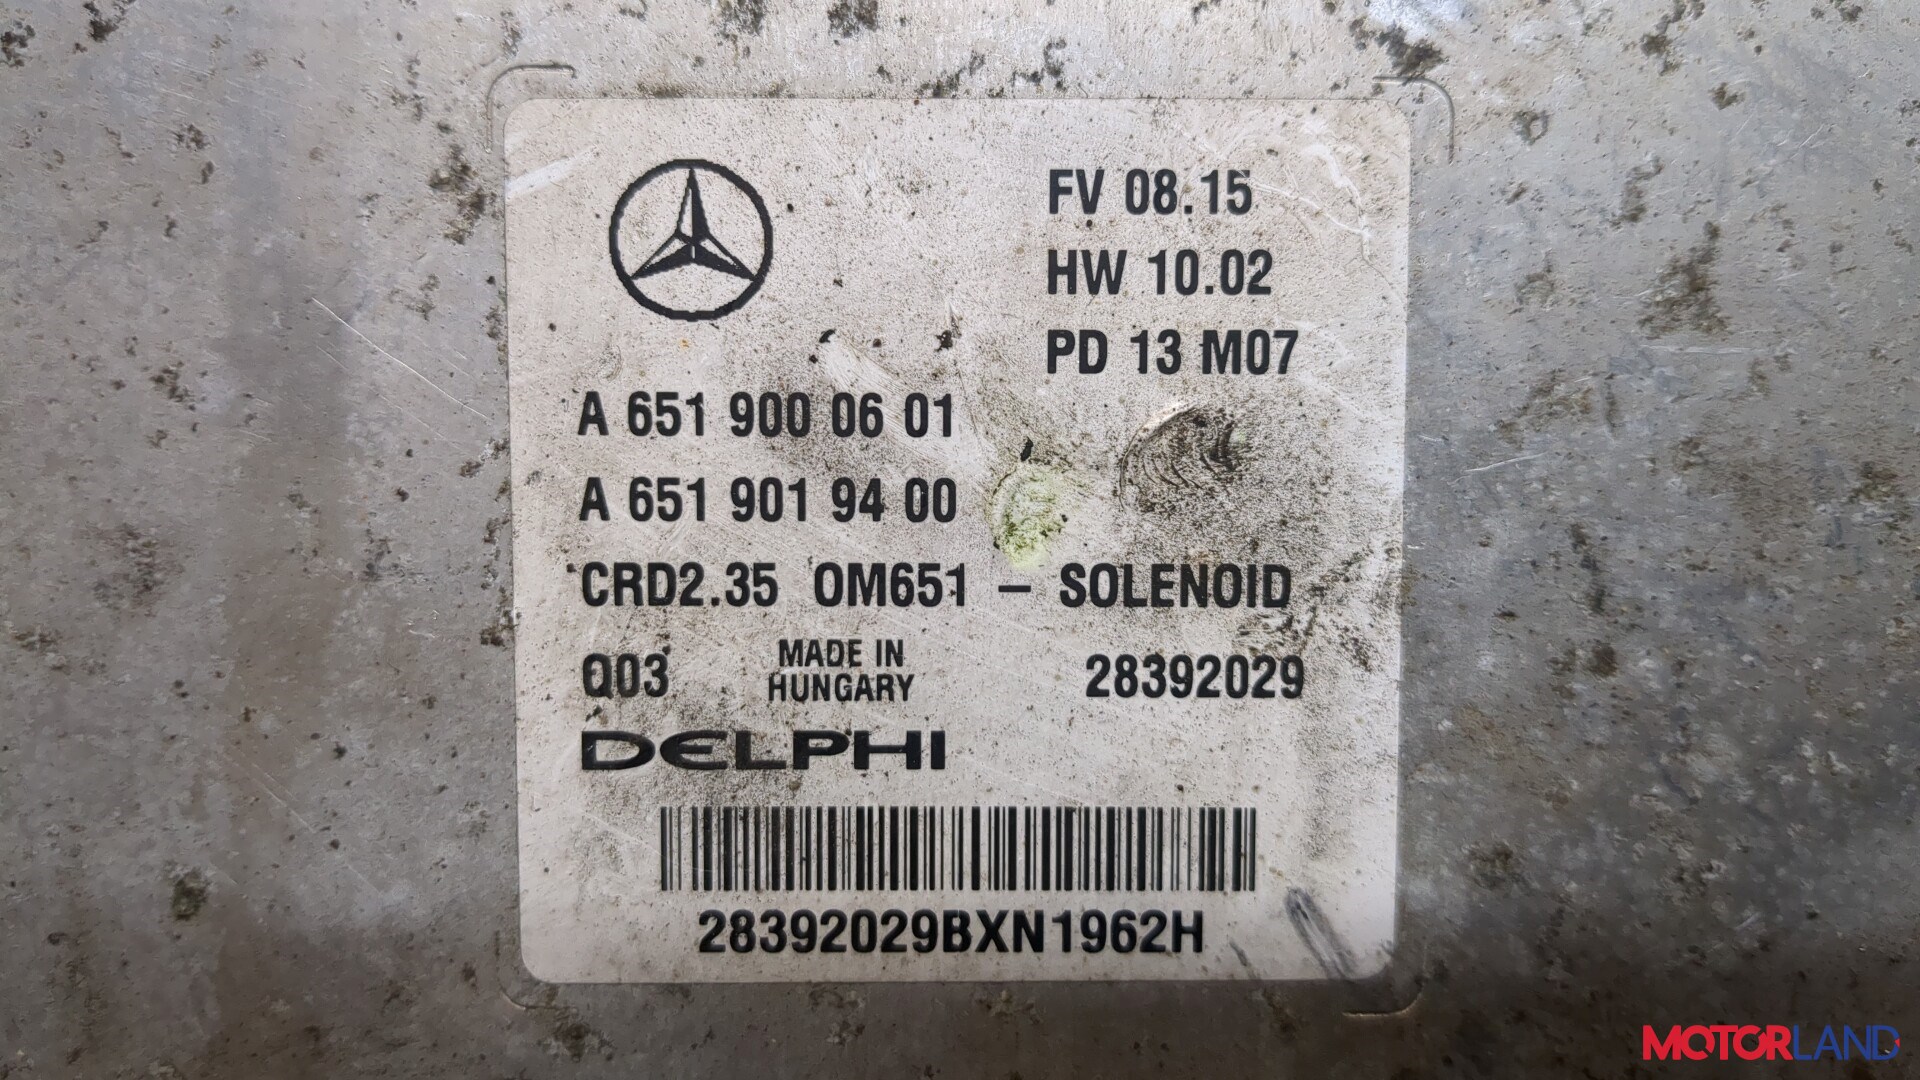 FV 08.15
HW 10.02
PD 13 M07
A 651 900 06 01
A 651 901 94 00
CRD2.35 OM651 – SOLENOID
Q03 MADE IN HUNGARY 28392029
DELPHI
28392029BXN1962H
MOTORLAND